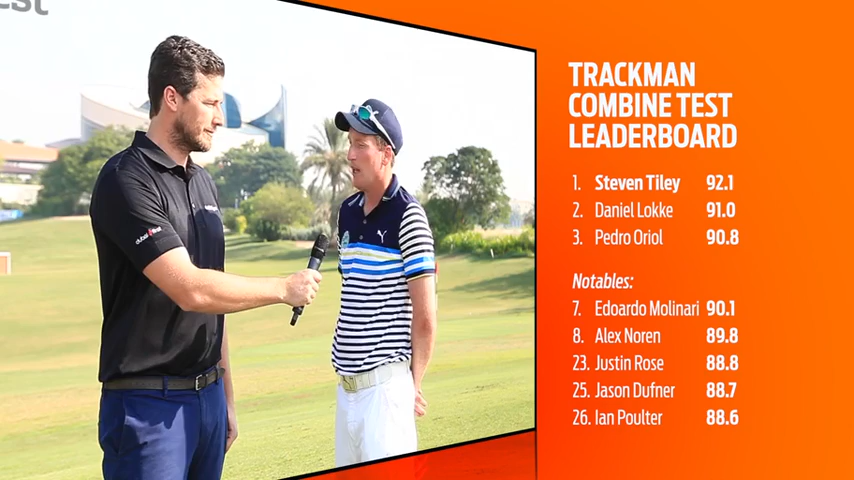 TRACKMAN
COMBINE TEST
LEADERBOARD
1. Steven Tiley 92.1
2. Daniel Lokke 91.0
3. Pedro Oriol 90.8
Notables:
7. Edoardo Molinari 90.1
8. Alex Noren 89.8
23. Justin Rose 88.8
25. Jason Dufner 88.7
26. Ian Poulter 88.6